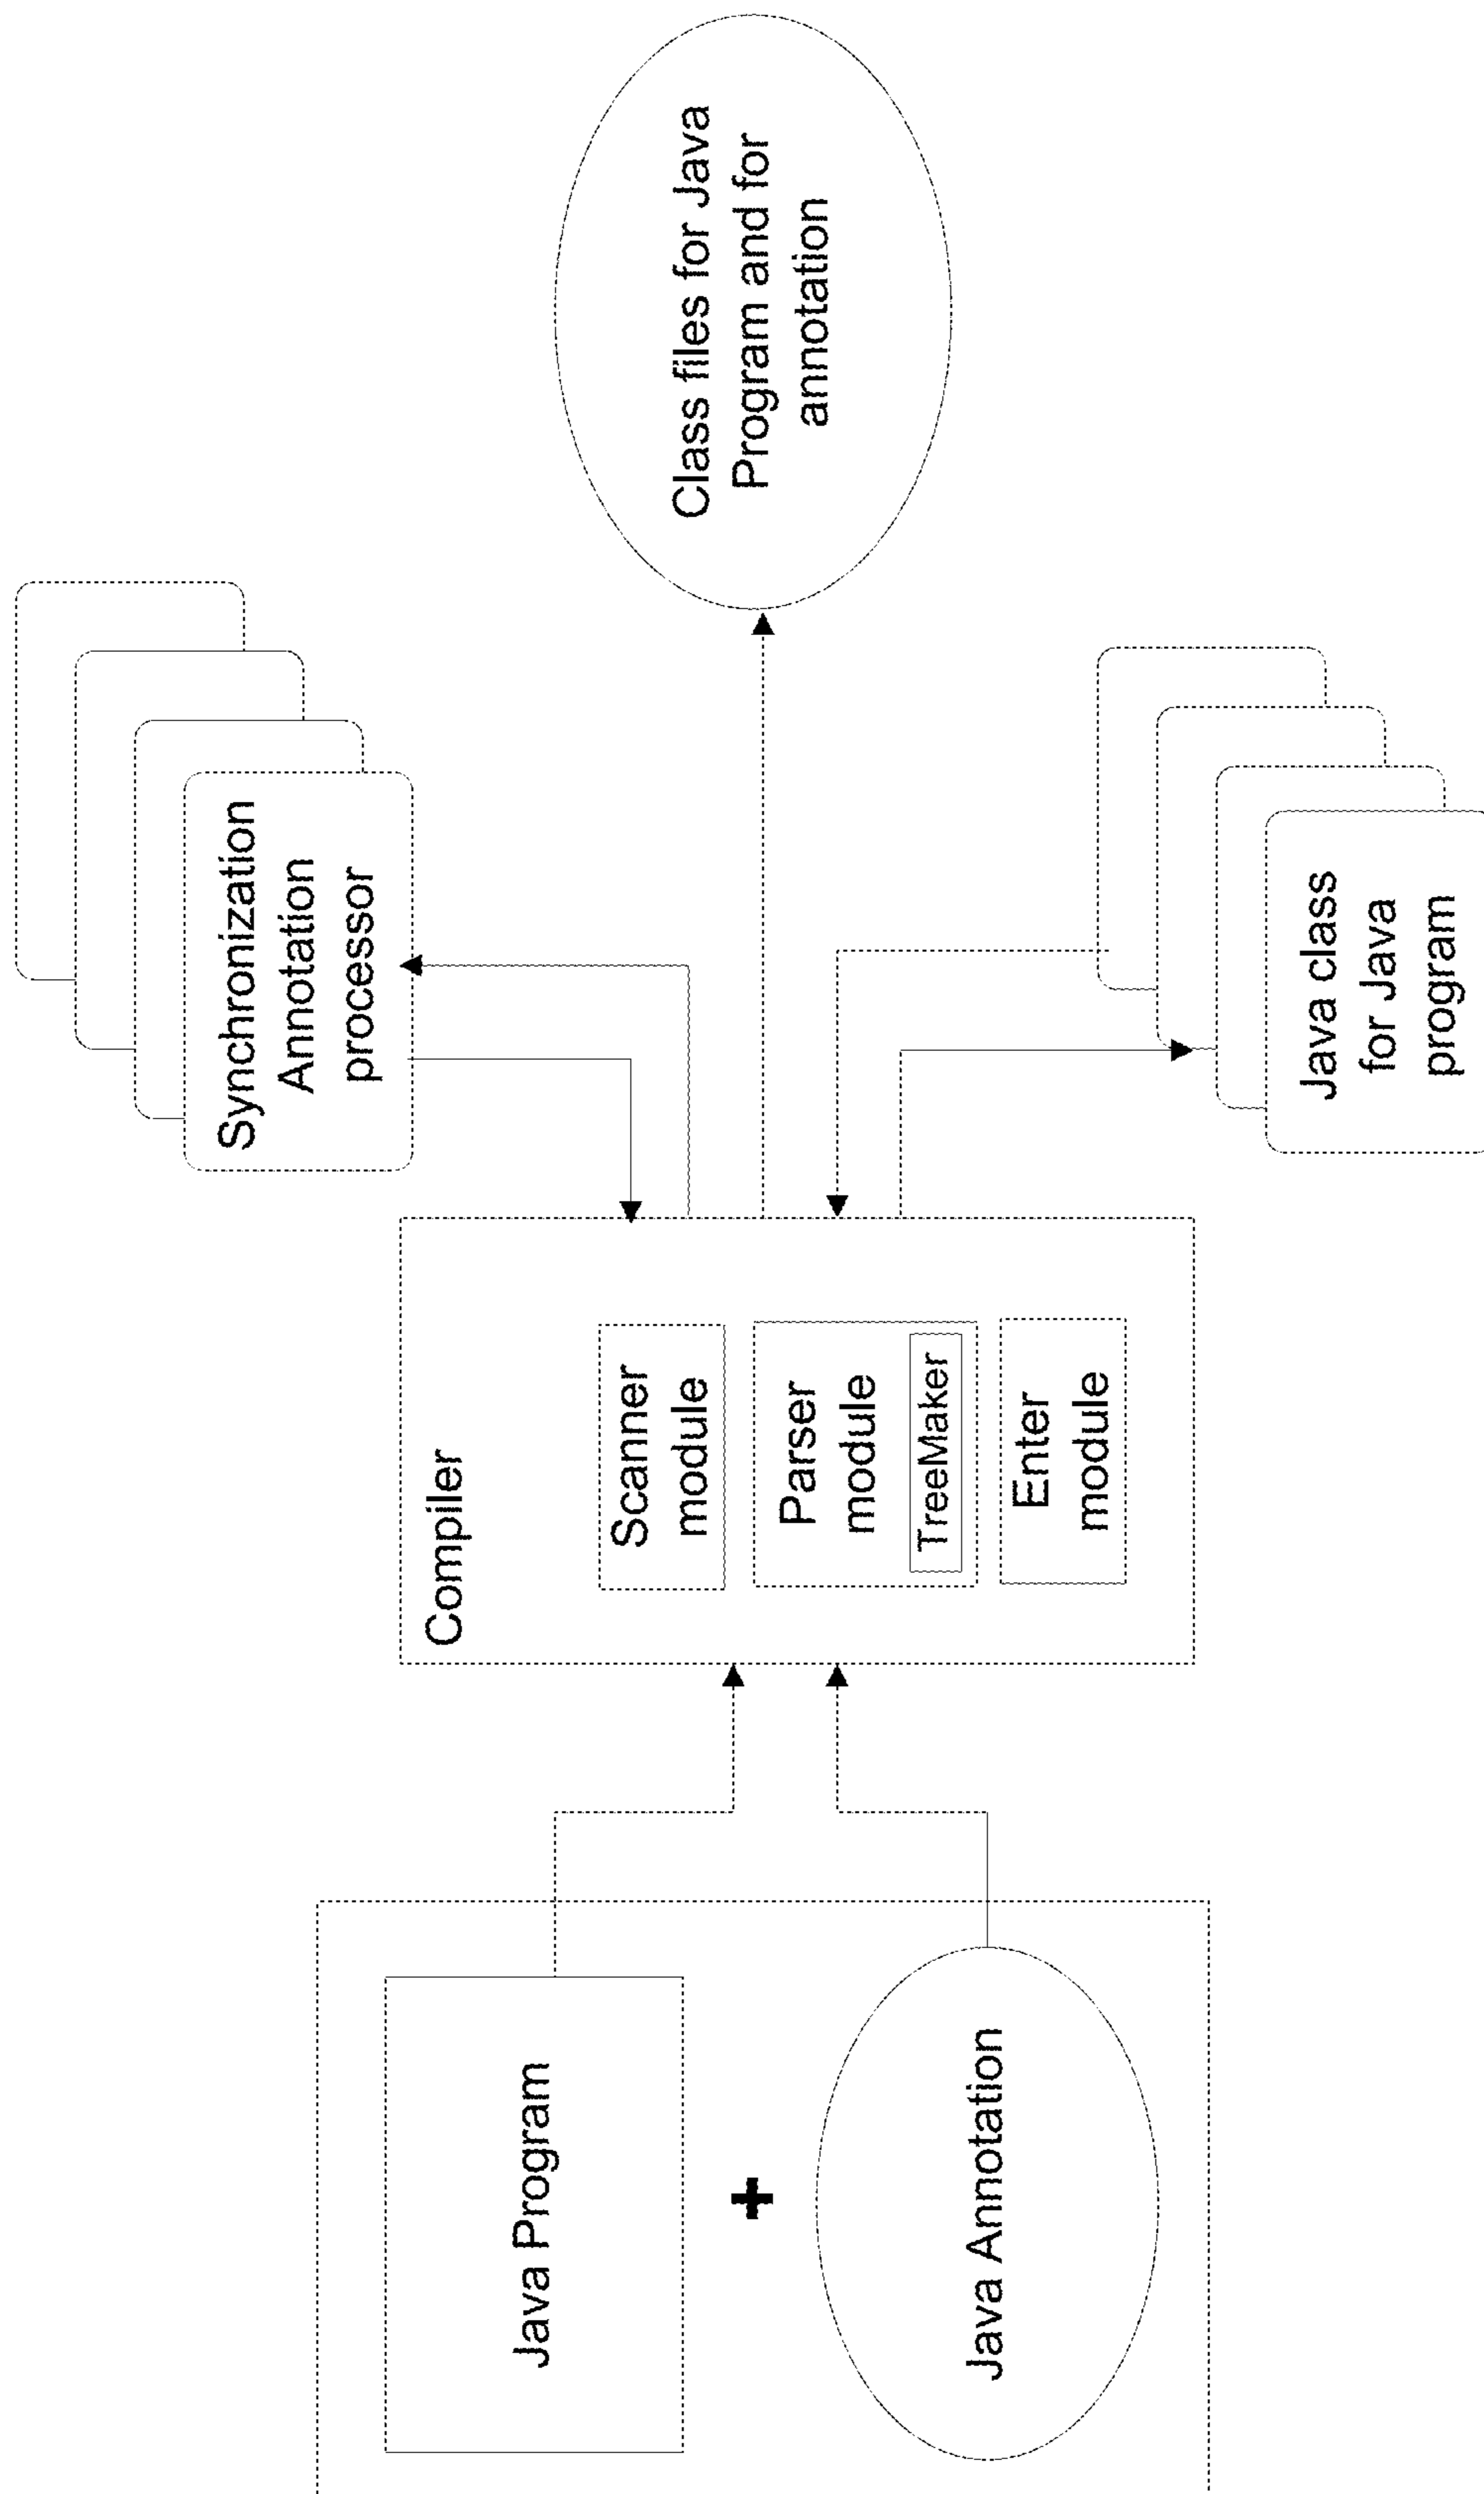 Java Program
+
Java Annotation
Compiler
Scanner
module
Parser
module
TreeMaker
Enter
module
Synchronization
Annotation
processor
Java class
for Java
program
Class files for Java
Program and for
annotation